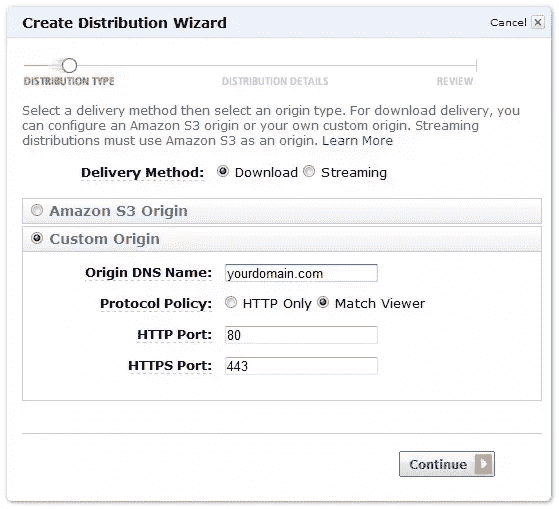 Create Distribution Wizard
Cancel
DISTRIBUTION TYPE
DISTRIBUTION DETAILS
REVIEW
Select a delivery method then select an origin type. For download delivery, you
can configure an Amazon S3 origin or your own custom origin. Streaming
distributions must use Amazon S3 as an origin. Learn More
Delivery Method: Download Streaming
Amazon S3 Origin
Custom Origin
Origin DNS Name: yourdomain.com
Protocol Policy: HTTP Only Match Viewer
HTTP Port: 80
HTTPS Port: 443
Continue